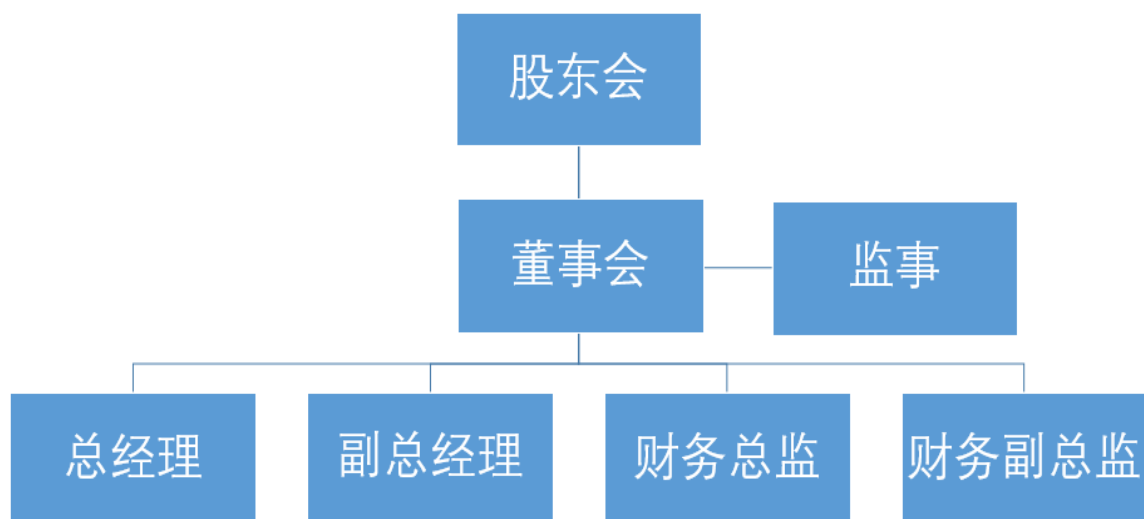 股东会
董事会
监事
总经理
副总经理
财务总监
财务副总监